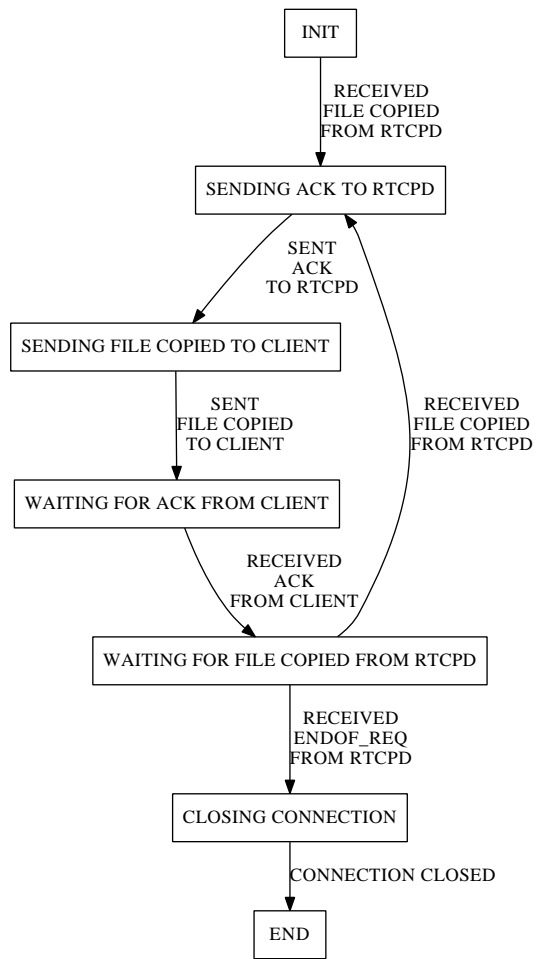 INIT
RECEIVED
FILE COPIED
FROM RTCPD
SENDING ACK TO RTCPD
SENT
ACK
TO RTCPD
SENDING FILE COPIED TO CLIENT
SENT
FILE COPIED
TO CLIENT
RECEIVED
FILE COPIED
FROM RTCPD
WAITING FOR ACK FROM CLIENT
RECEIVED
ACK
FROM CLIENT
WAITING FOR FILE COPIED FROM RTCPD
RECEIVED
ENDOF_REQ
FROM RTCPD
CLOSING CONNECTION
CONNECTION CLOSED
END